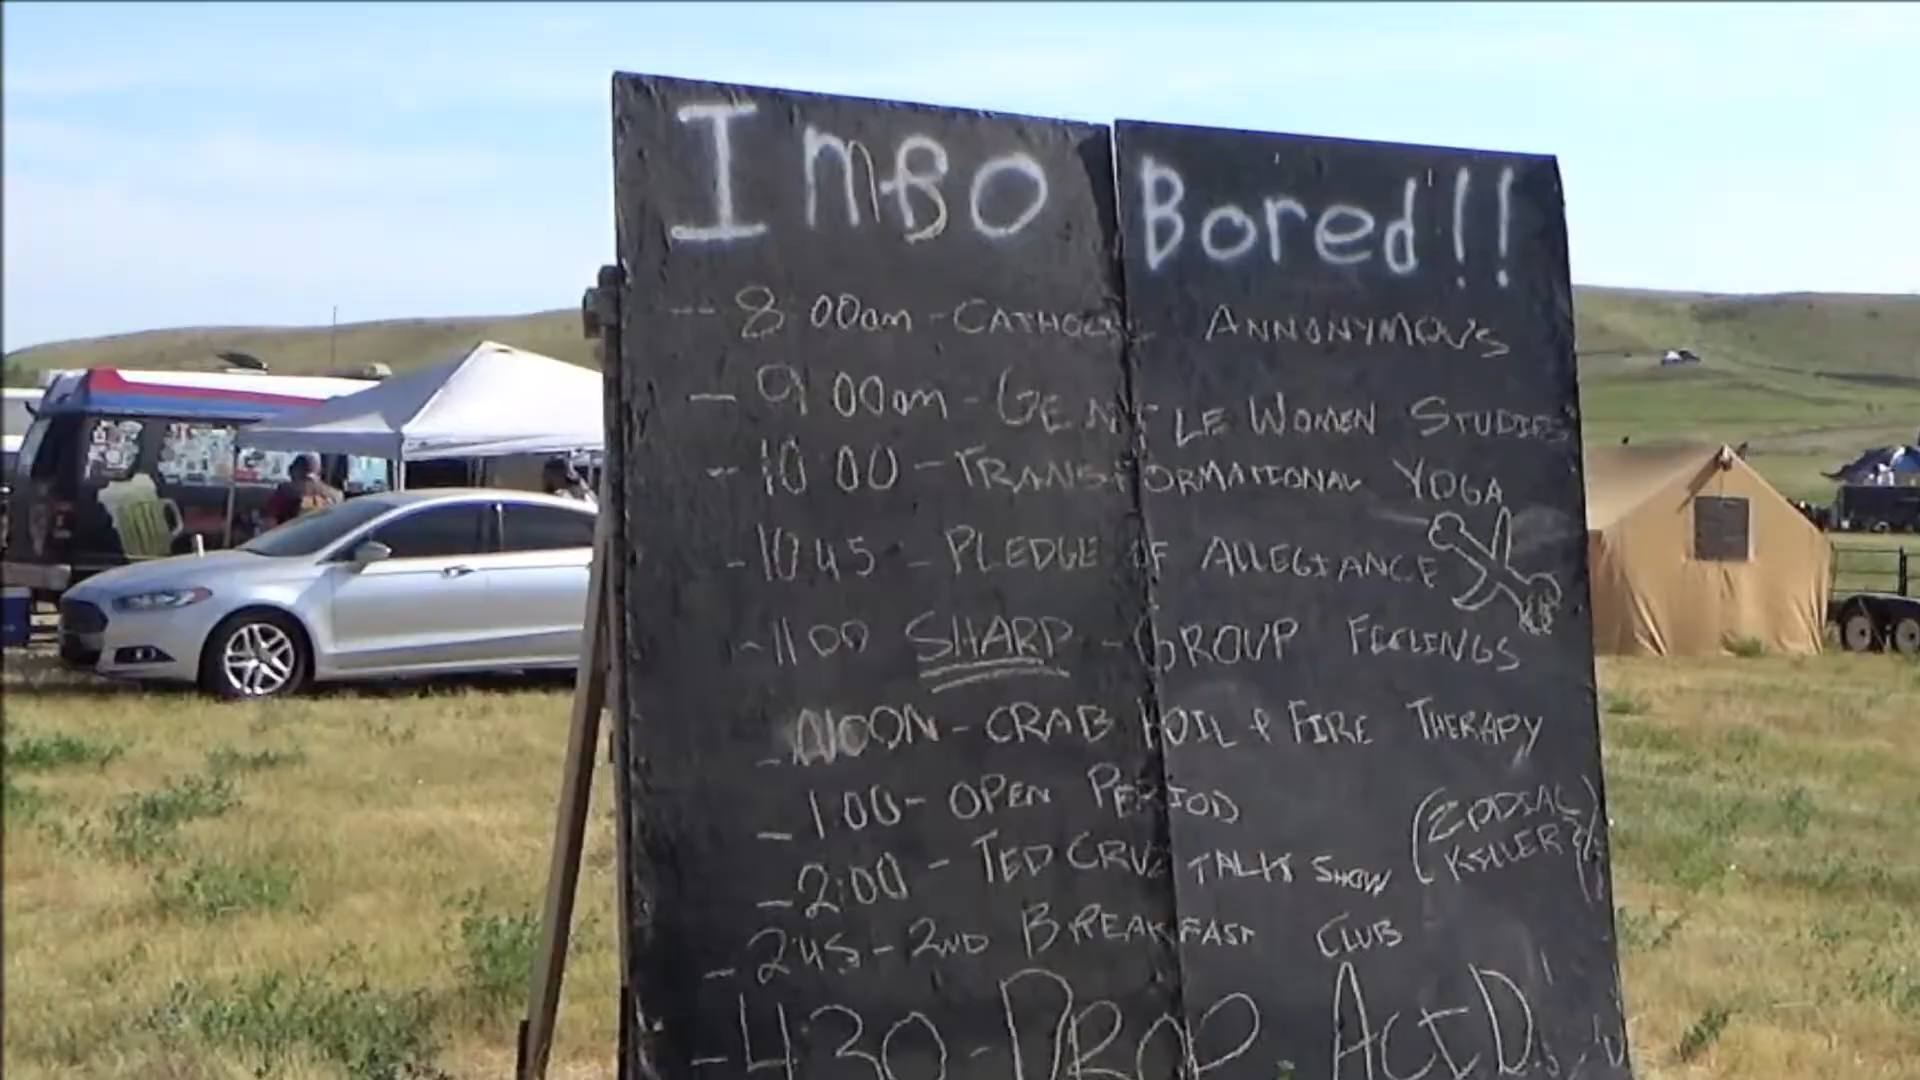 ImBO Bored!!
-- 8:00am - CATHOLIC ANNONYMOUS
- 9:00am - GENTLE WOMEN STUDIES
-- 10:00 - TRANSFORMATIONAL YOGA
- 10:45 - PLEDGE OF ALLEGIANCE
- 11:00 SHARP - GROUP FEELINGS
- NOON - CRAB BOIL & FIRE THERAPY
- 1:00 - OPEN PERIOD
- 2:00 - TED CRUZ TALK SHOW (ZODIAC KILLER?)
- 2:45 - 2ND BREAKFAST CLUB
- 4:30 - DROP ACID!